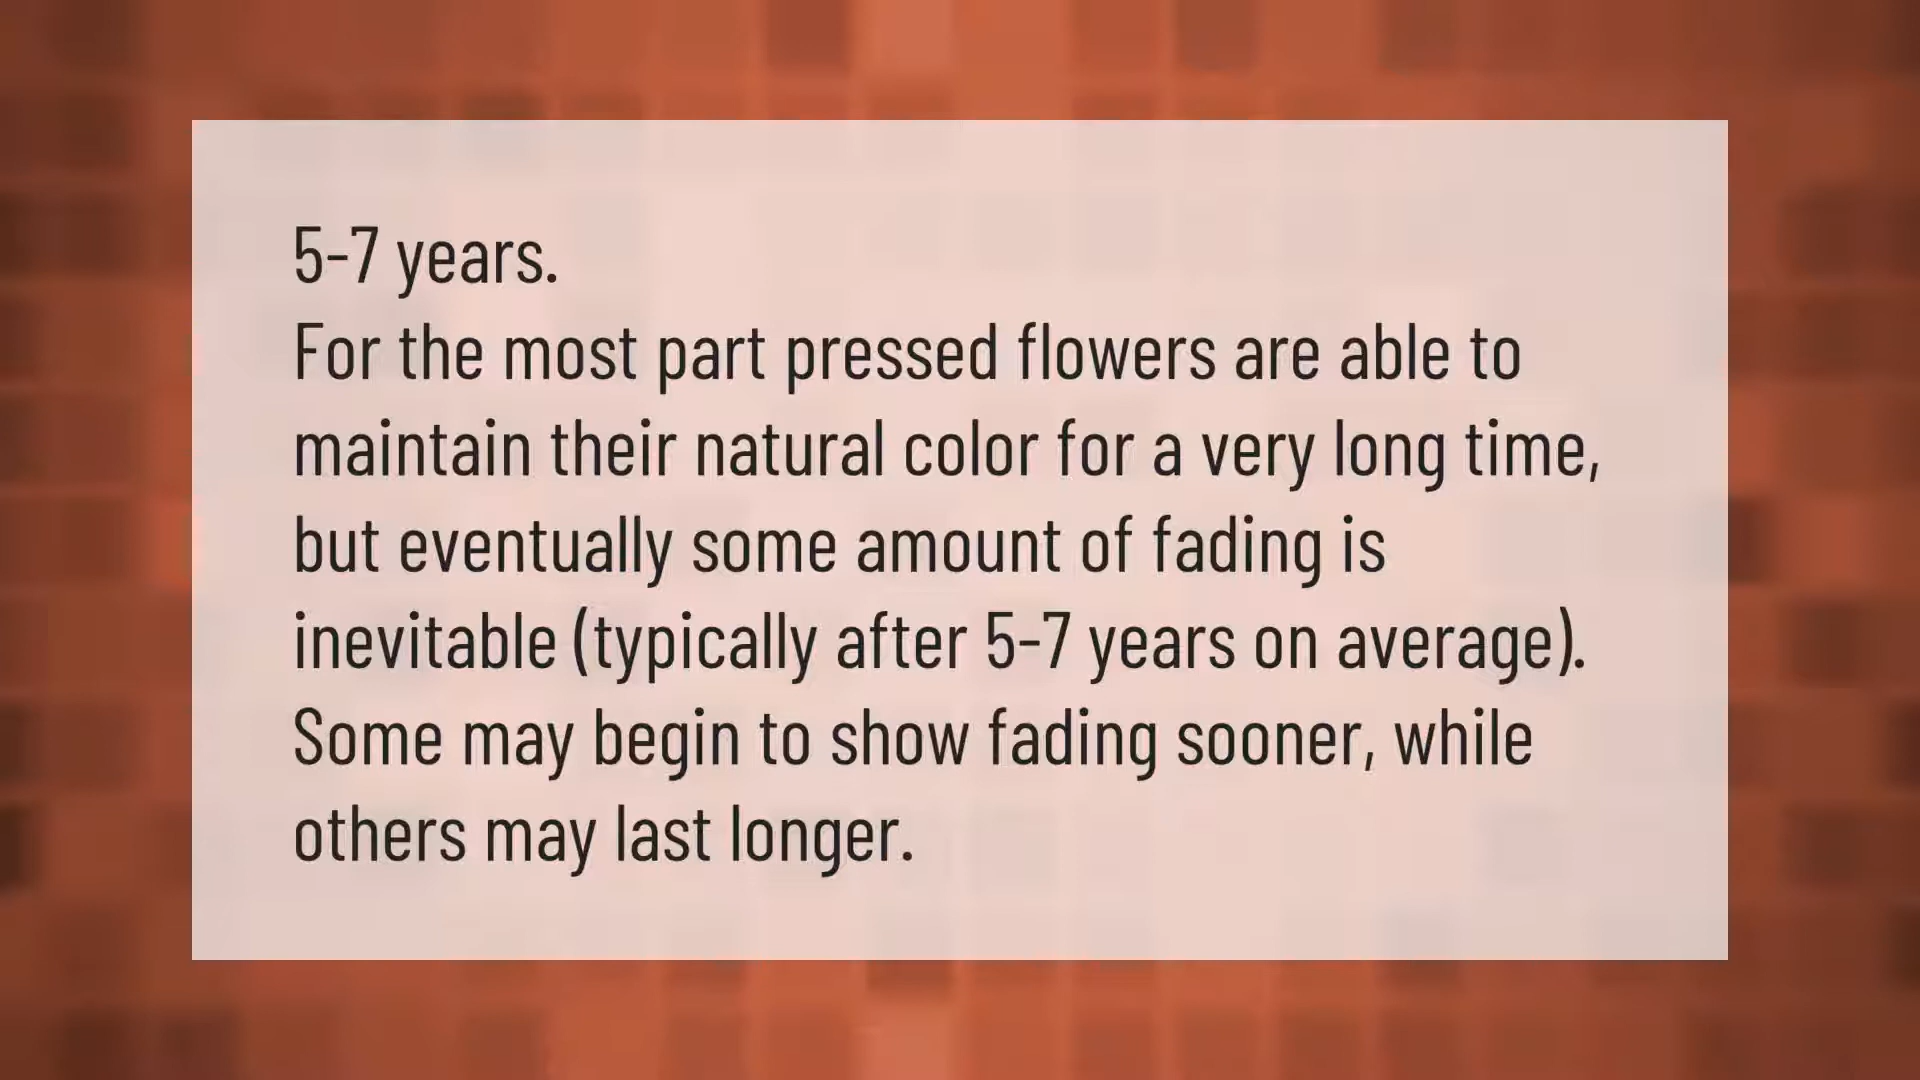 5-7 years.
For the most part pressed flowers are able to
maintain their natural color for a very long time,
but eventually some amount of fading is
inevitable (typically after 5-7 years on average).
Some may begin to show fading sooner, while
others may last longer.